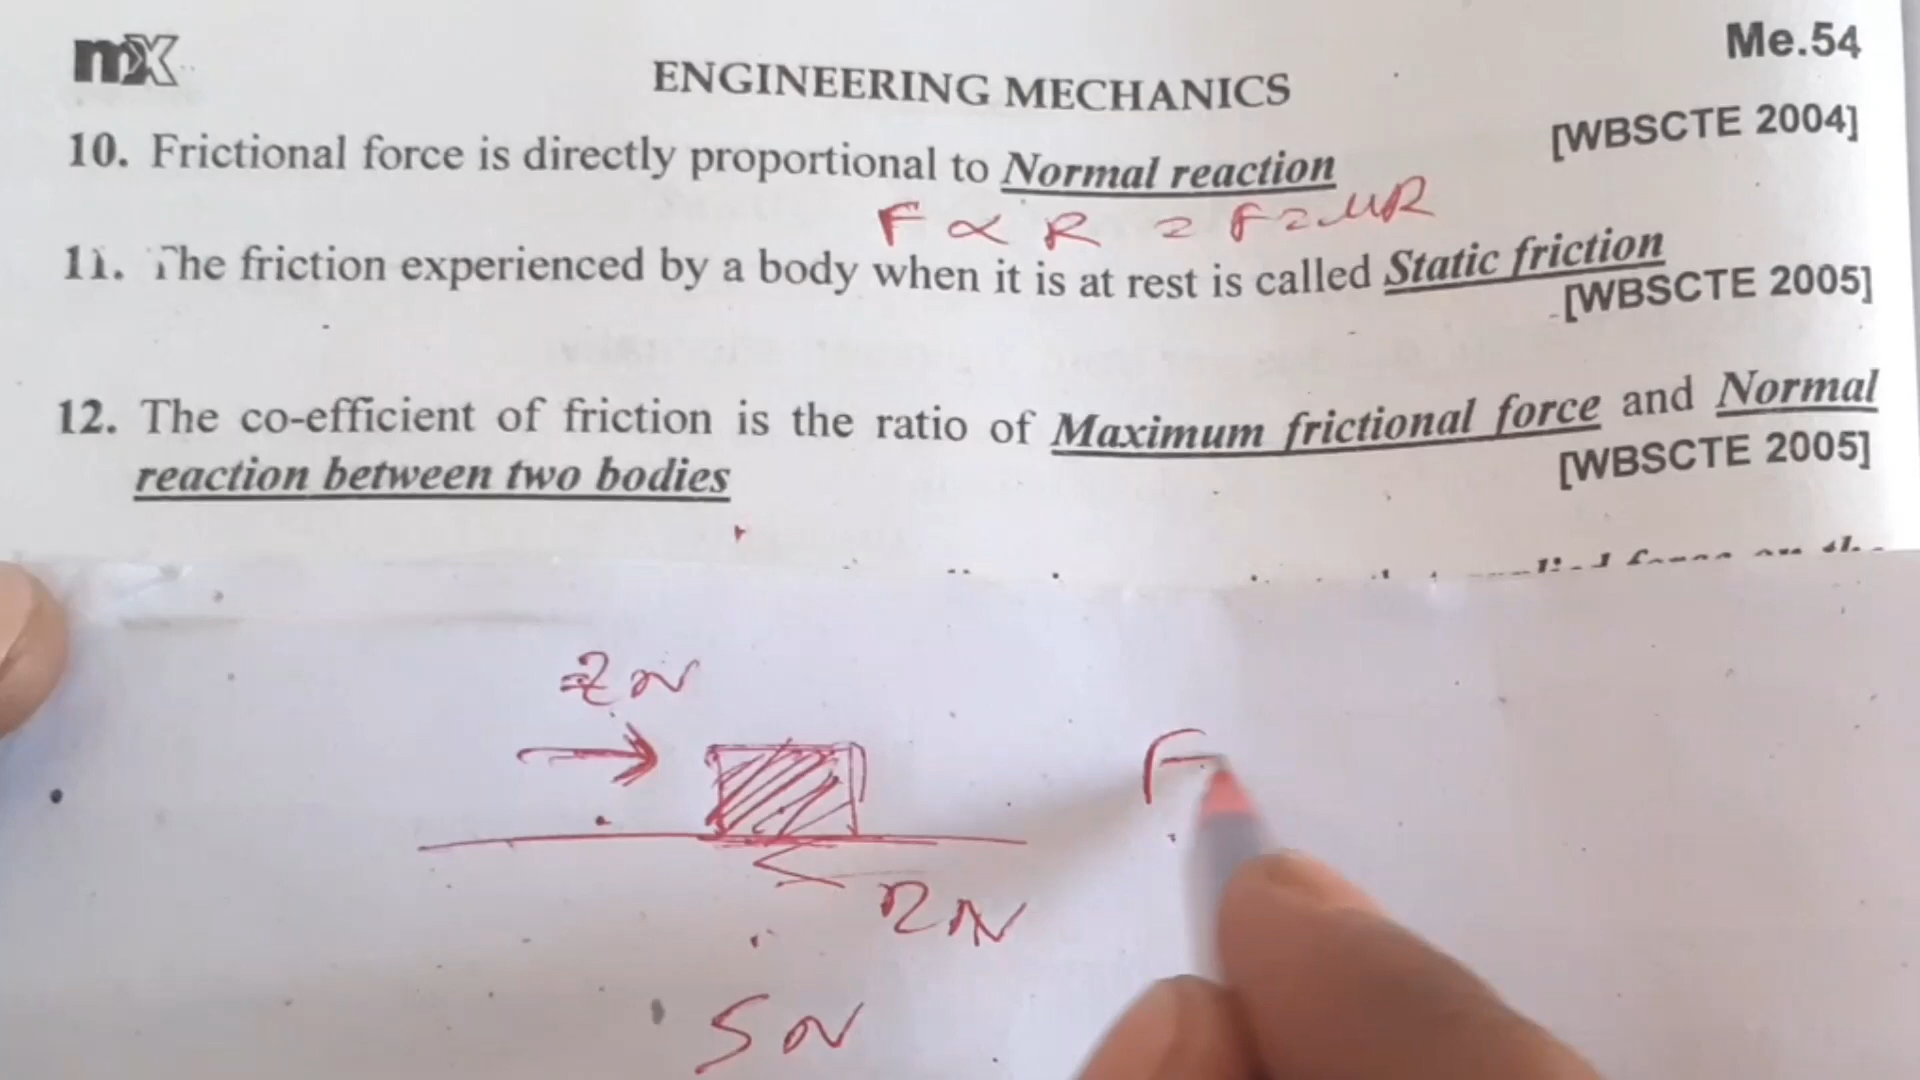 mX
Me.54
ENGINEERING MECHANICS
10. Frictional force is directly proportional to Normal reaction
[WBSCTE 2004]
F ∝ R = F=μR
11. The friction experienced by a body when it is at rest is called Static friction
[WBSCTE 2005]
12. The co-efficient of friction is the ratio of Maximum frictional force and Normal
reaction between two bodies
[WBSCTE 2005]
2N
F
2N
5N